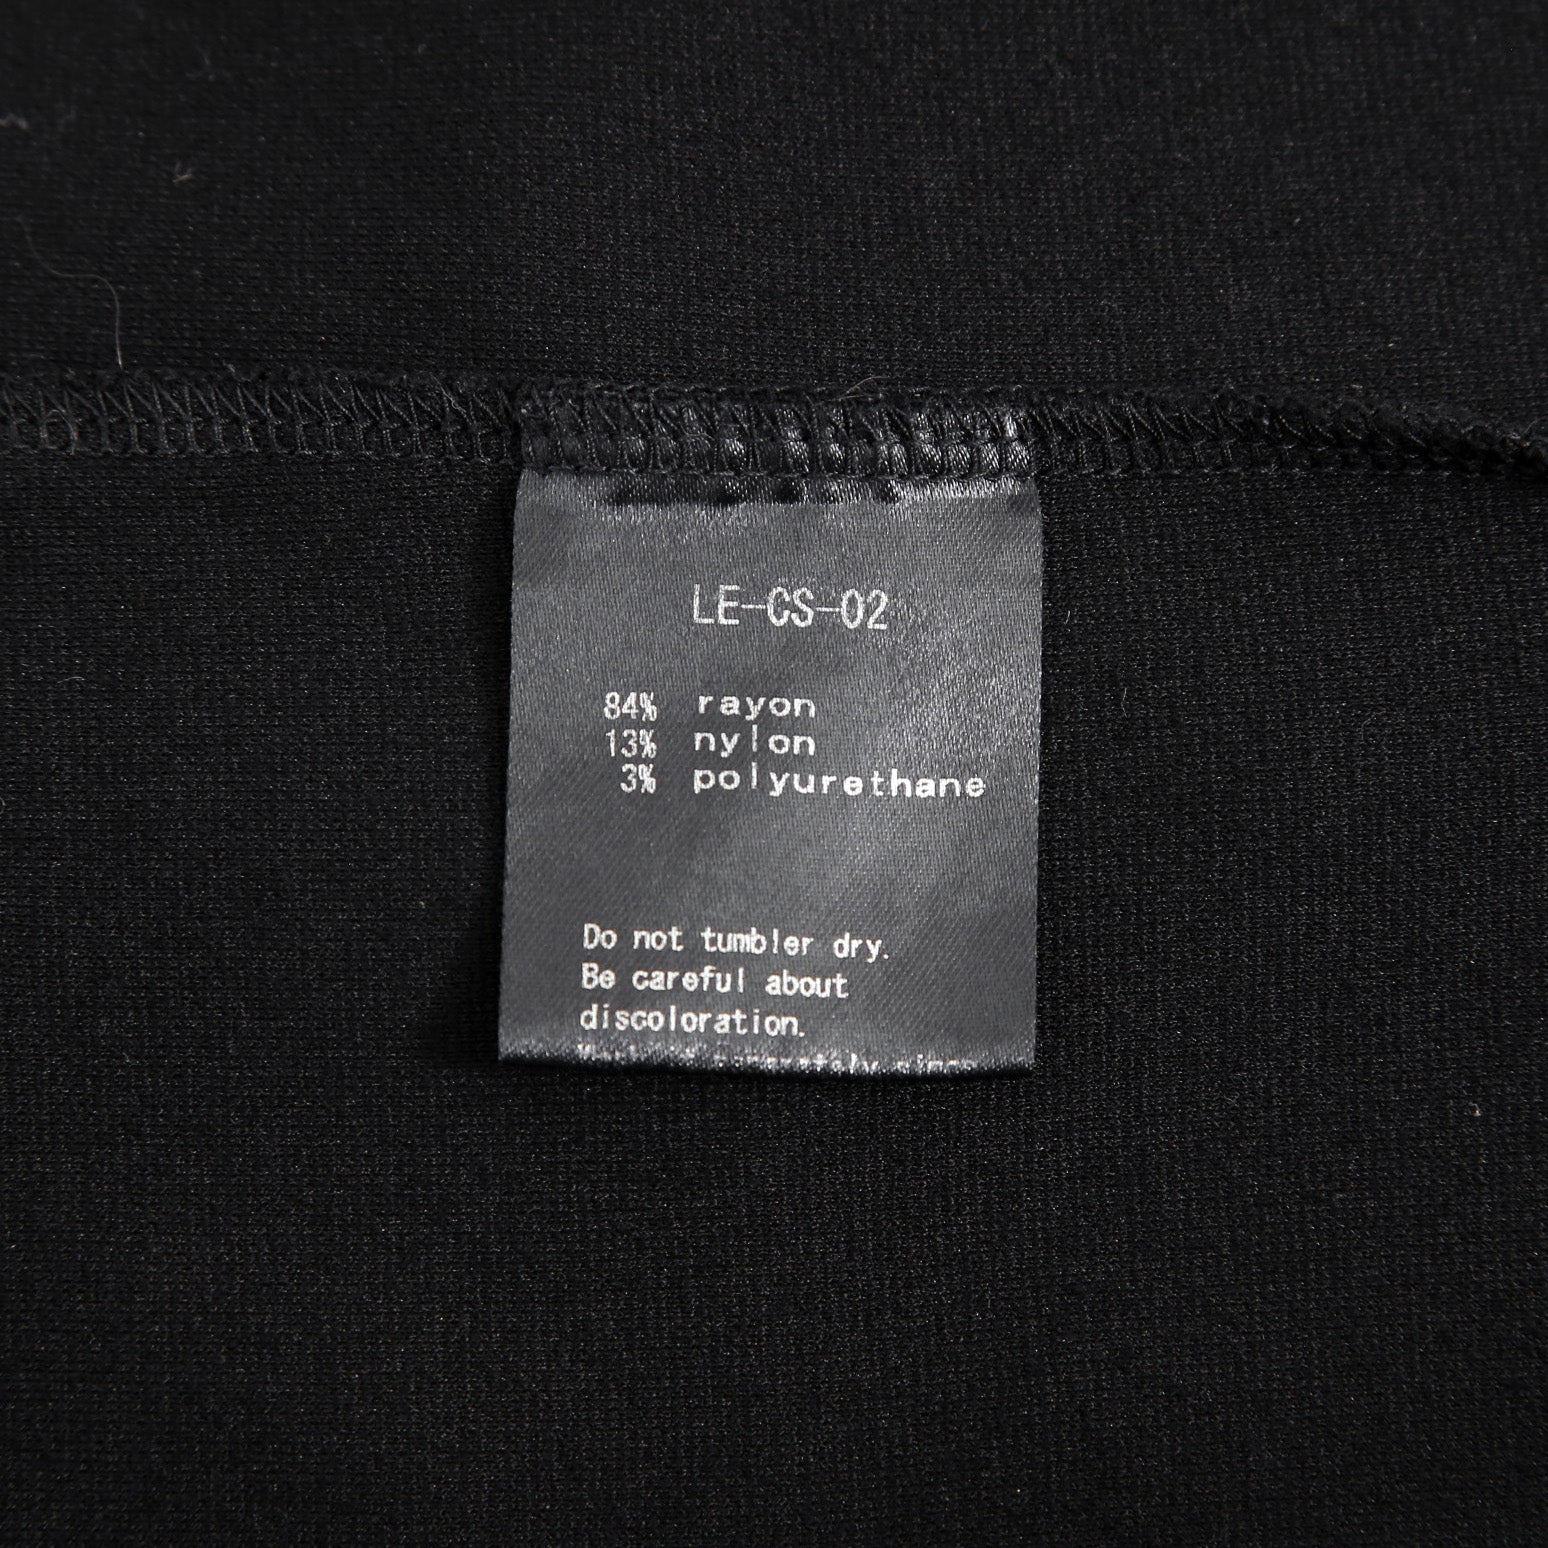 LE-CS-02
84% rayon
13% nylon
3% polyurethane
Do not tumbler dry.
Be careful about
discoloration.